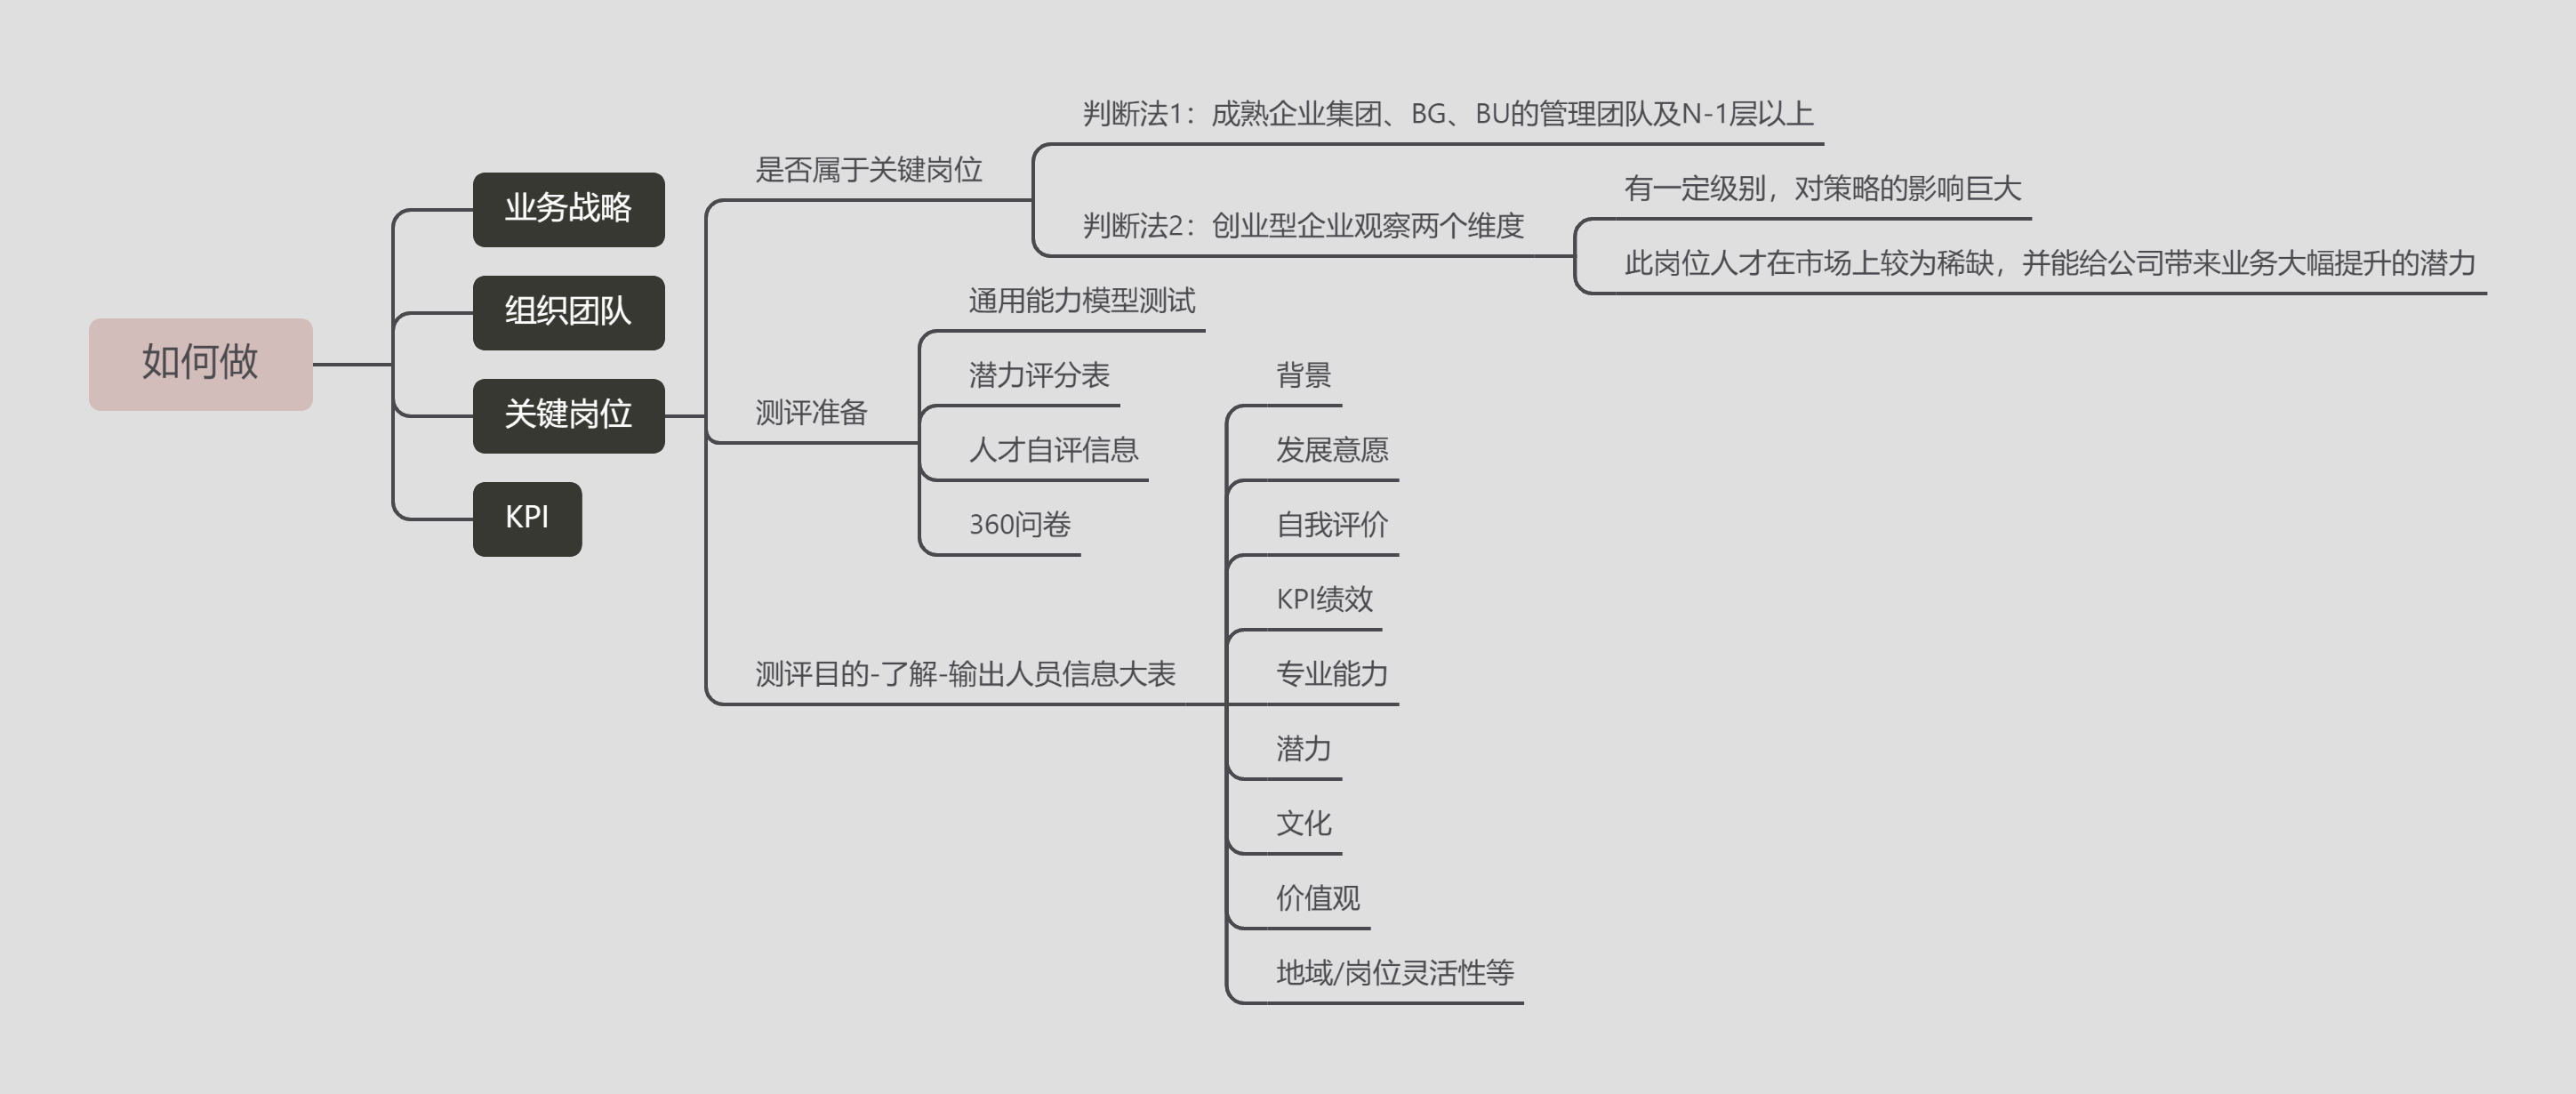 如何做
业务战略
组织团队
关键岗位
是否属于关键岗位
判断法1：成熟企业集团、BG、BU的管理团队及N-1层以上
判断法2：创业型企业观察两个维度
有一定级别，对策略的影响巨大
此岗位人才在市场上较为稀缺，并能给公司带来业务大幅提升的潜力
测评准备
通用能力模型测试
潜力评分表
人才自评信息
360问卷
测评目的-了解-输出人员信息大表
背景
发展意愿
自我评价
KPI绩效
专业能力
潜力
文化
价值观
地域/岗位灵活性等
KPI